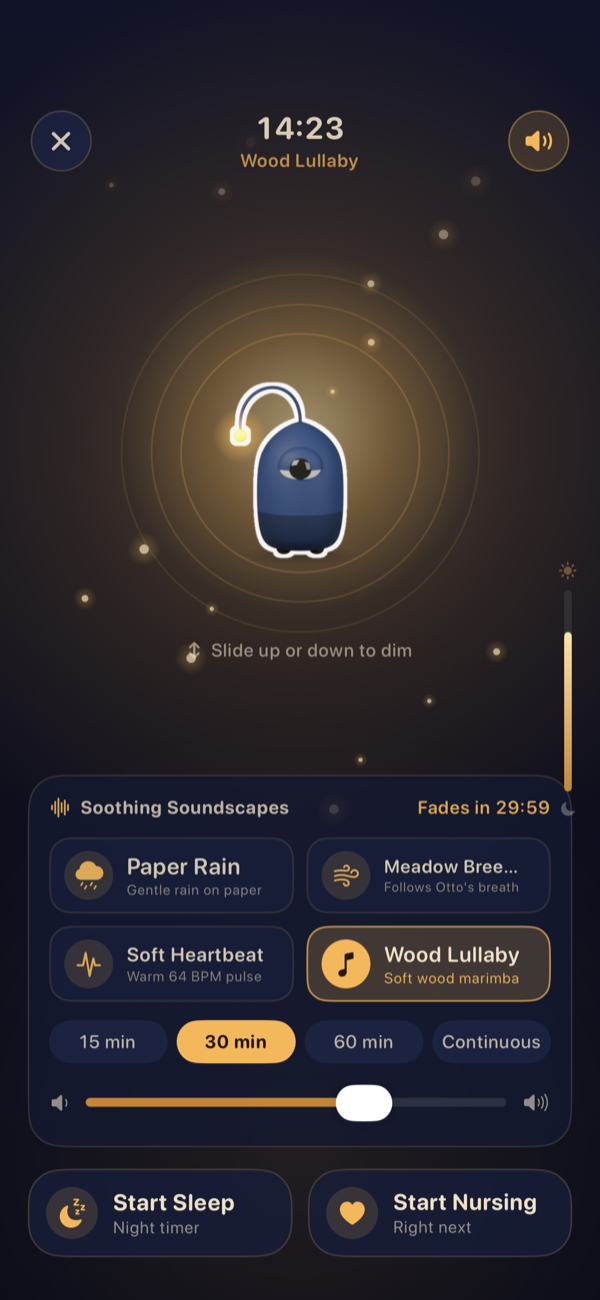 14:23
Wood Lullaby
Slide up or down to dim
Soothing Soundscapes
Fades in 29:59
Paper Rain
Gentle rain on paper
Meadow Bree...
Follows Otto's breath
Soft Heartbeat
Warm 64 BPM pulse
Wood Lullaby
Soft wood marimba
15 min
30 min
60 min
Continuous
Start Sleep
Night timer
Start Nursing
Right next